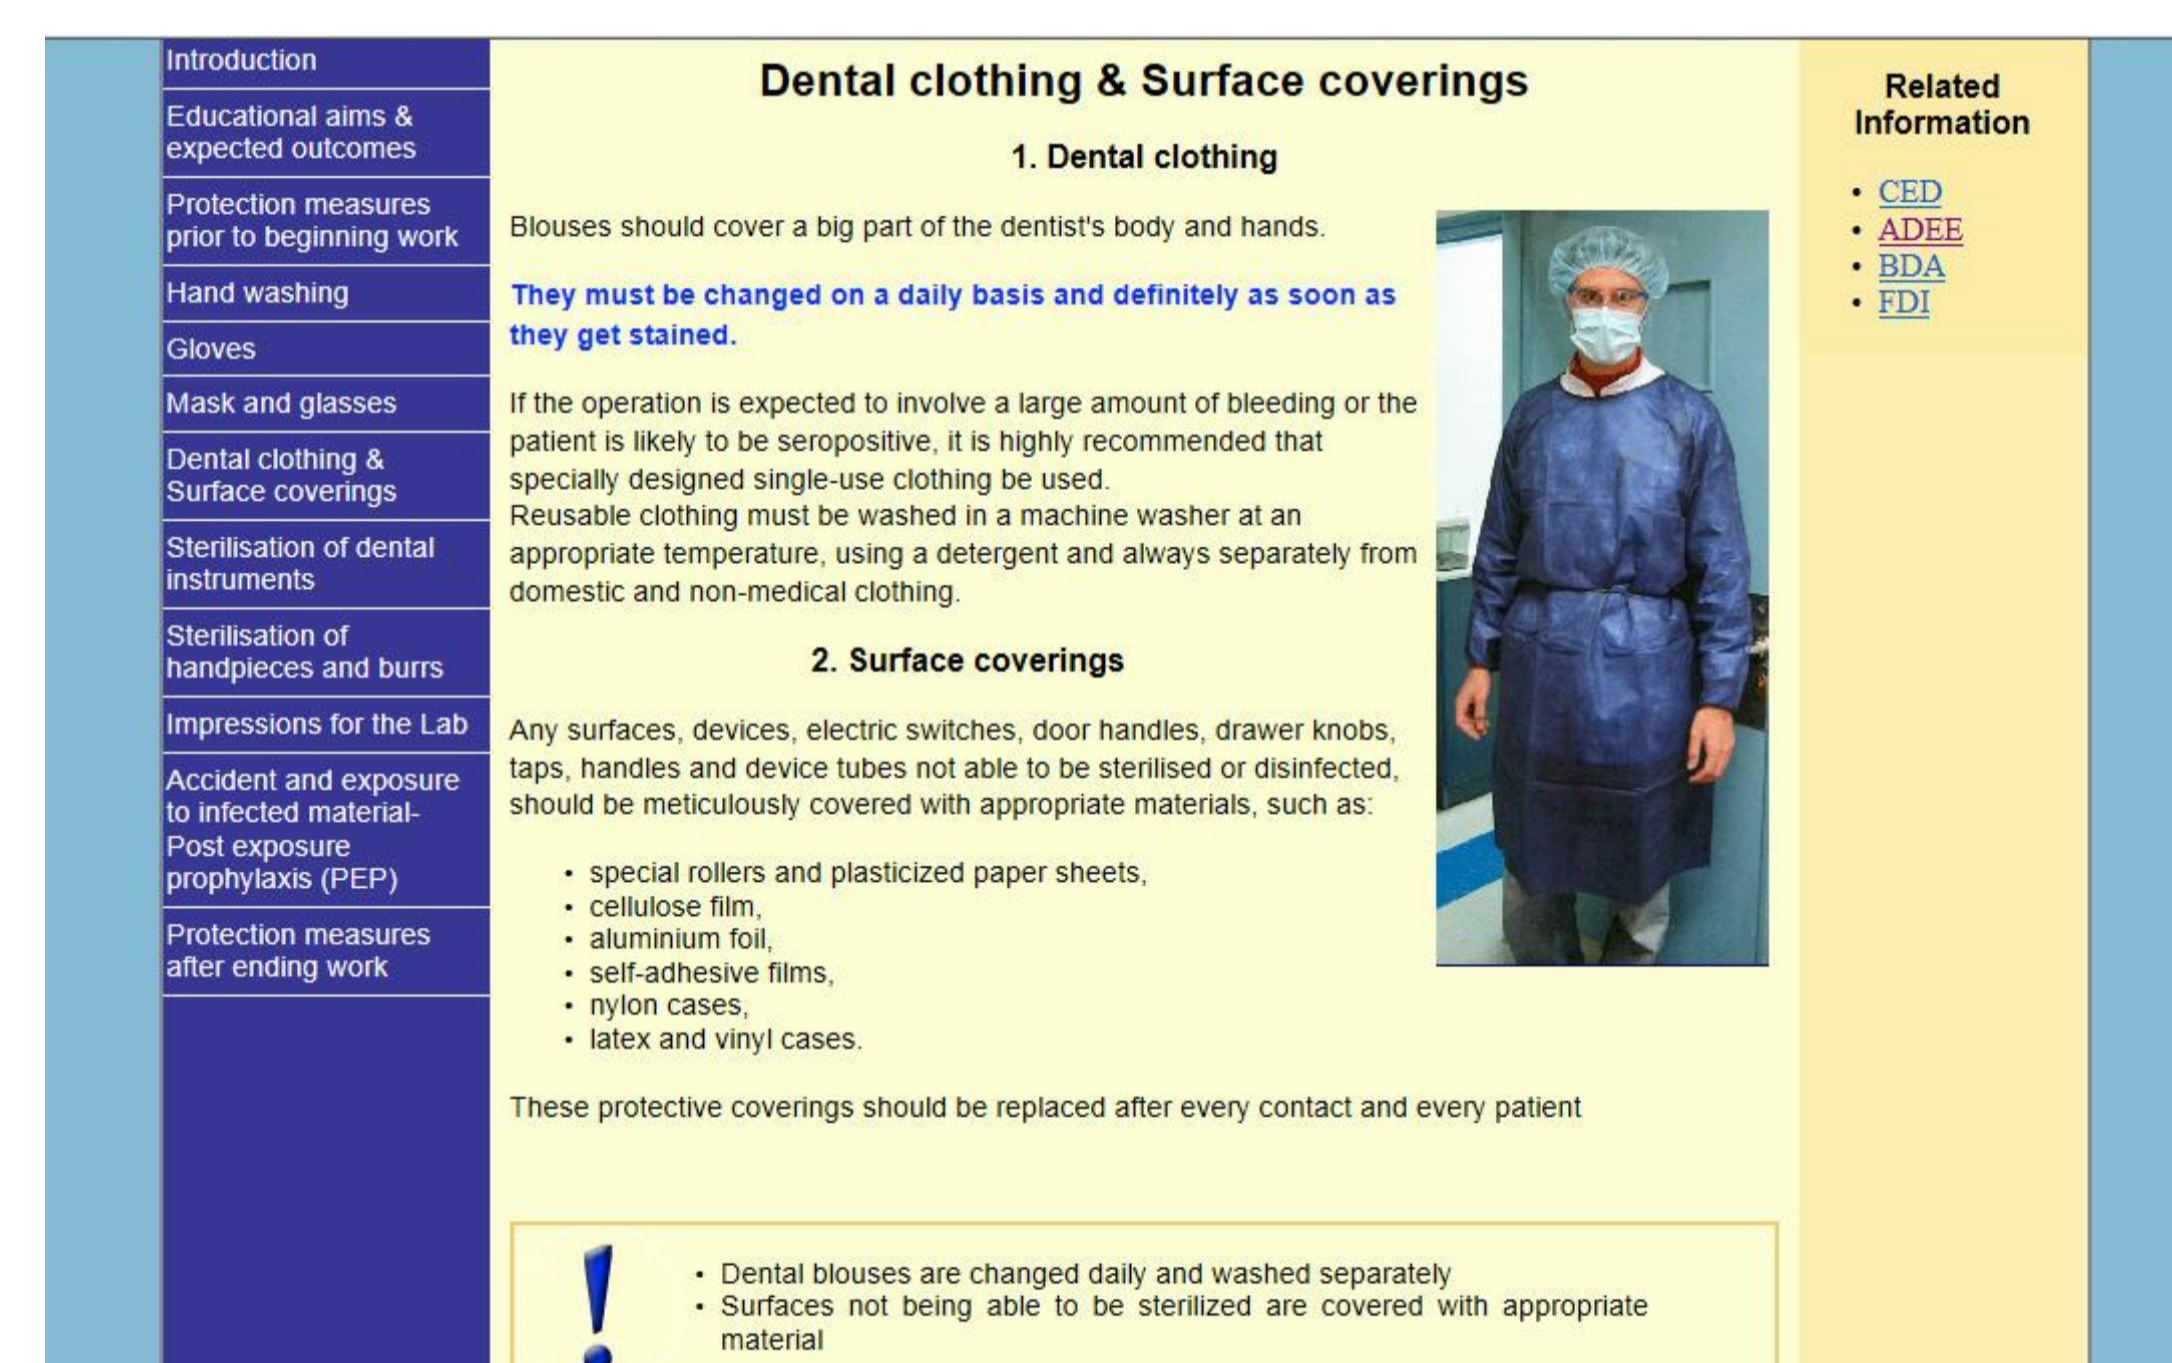 Introduction
Educational aims &
expected outcomes
Protection measures
prior to beginning work
Hand washing
Gloves
Mask and glasses
Dental clothing &
Surface coverings
Sterilisation of dental
instruments
Sterilisation of
handpieces and burrs
Impressions for the Lab
Accident and exposure
to infected material-
Post exposure
prophylaxis (PEP)
Protection measures
after ending work
Dental clothing & Surface coverings
1. Dental clothing
Blouses should cover a big part of the dentist's body and hands.
They must be changed on a daily basis and definitely as soon as
they get stained.
If the operation is expected to involve a large amount of bleeding or the
patient is likely to be seropositive, it is highly recommended that
specially designed single-use clothing be used.
Reusable clothing must be washed in a machine washer at an
appropriate temperature, using a detergent and always separately from
domestic and non-medical clothing.
2. Surface coverings
Any surfaces, devices, electric switches, door handles, drawer knobs,
taps, handles and device tubes not able to be sterilised or disinfected,
should be meticulously covered with appropriate materials, such as:
• special rollers and plasticized paper sheets,
• cellulose film,
• aluminium foil,
• self-adhesive films,
• nylon cases,
• latex and vinyl cases.
These protective coverings should be replaced after every contact and every patient
• Dental blouses are changed daily and washed separately
• Surfaces not being able to be sterilized are covered with appropriate
material
Related
Information
• CED
• ADEE
• BDA
• FDI